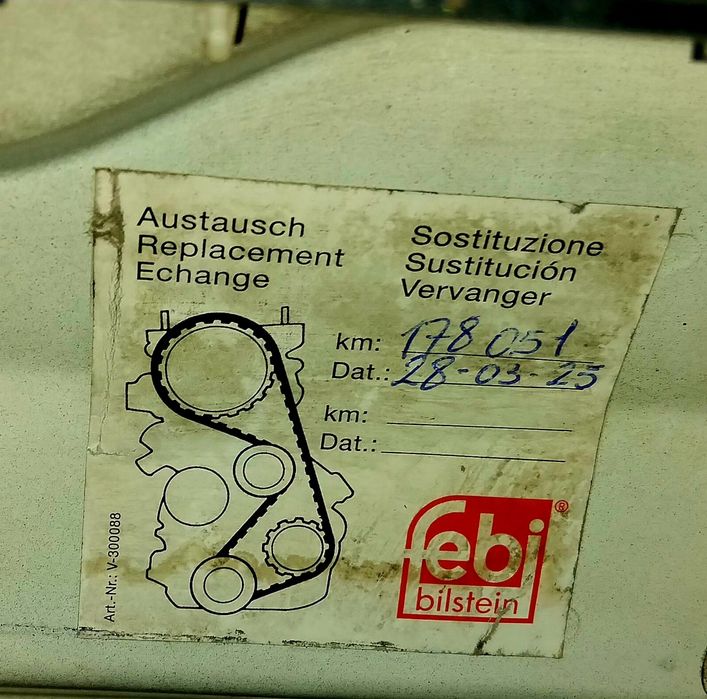 Austausch
Replacement
Echange
Sostituzione
Sustitución
Vervanger
km: 178 051
Dat.: 28-03-25
km:
Dat.:
Art.-Nr.: V-300088
febi®
bilstein